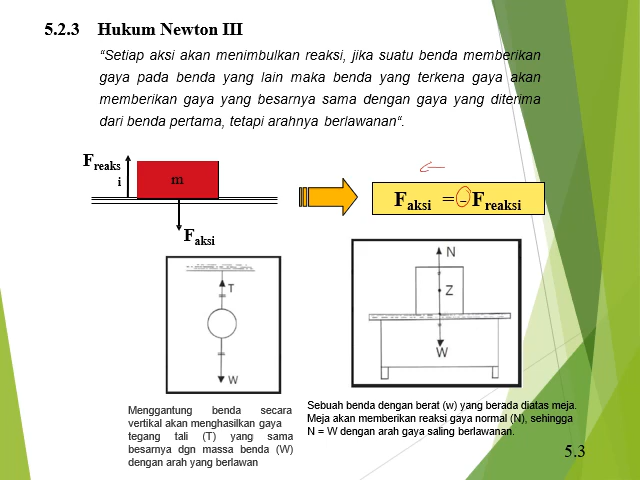 5.2.3 Hukum Newton III
“Setiap aksi akan menimbulkan reaksi, jika suatu benda memberikan
gaya pada benda yang lain maka benda yang terkena gaya akan
memberikan gaya yang besarnya sama dengan gaya yang diterima
dari benda pertama, tetapi arahnya berlawanan“.
Freaks
i
m
Faksi
Faksi = - Freaksi
T
W
N
Z
W
Menggantung benda secara
vertikal akan menghasilkan gaya
tegang tali (T) yang sama
besarnya dgn massa benda (W)
dengan arah yang berlawan
Sebuah benda dengan berat (w) yang berada diatas meja.
Meja akan memberikan reaksi gaya normal (N), sehingga
N = W dengan arah gaya saling berlawanan.
5.3